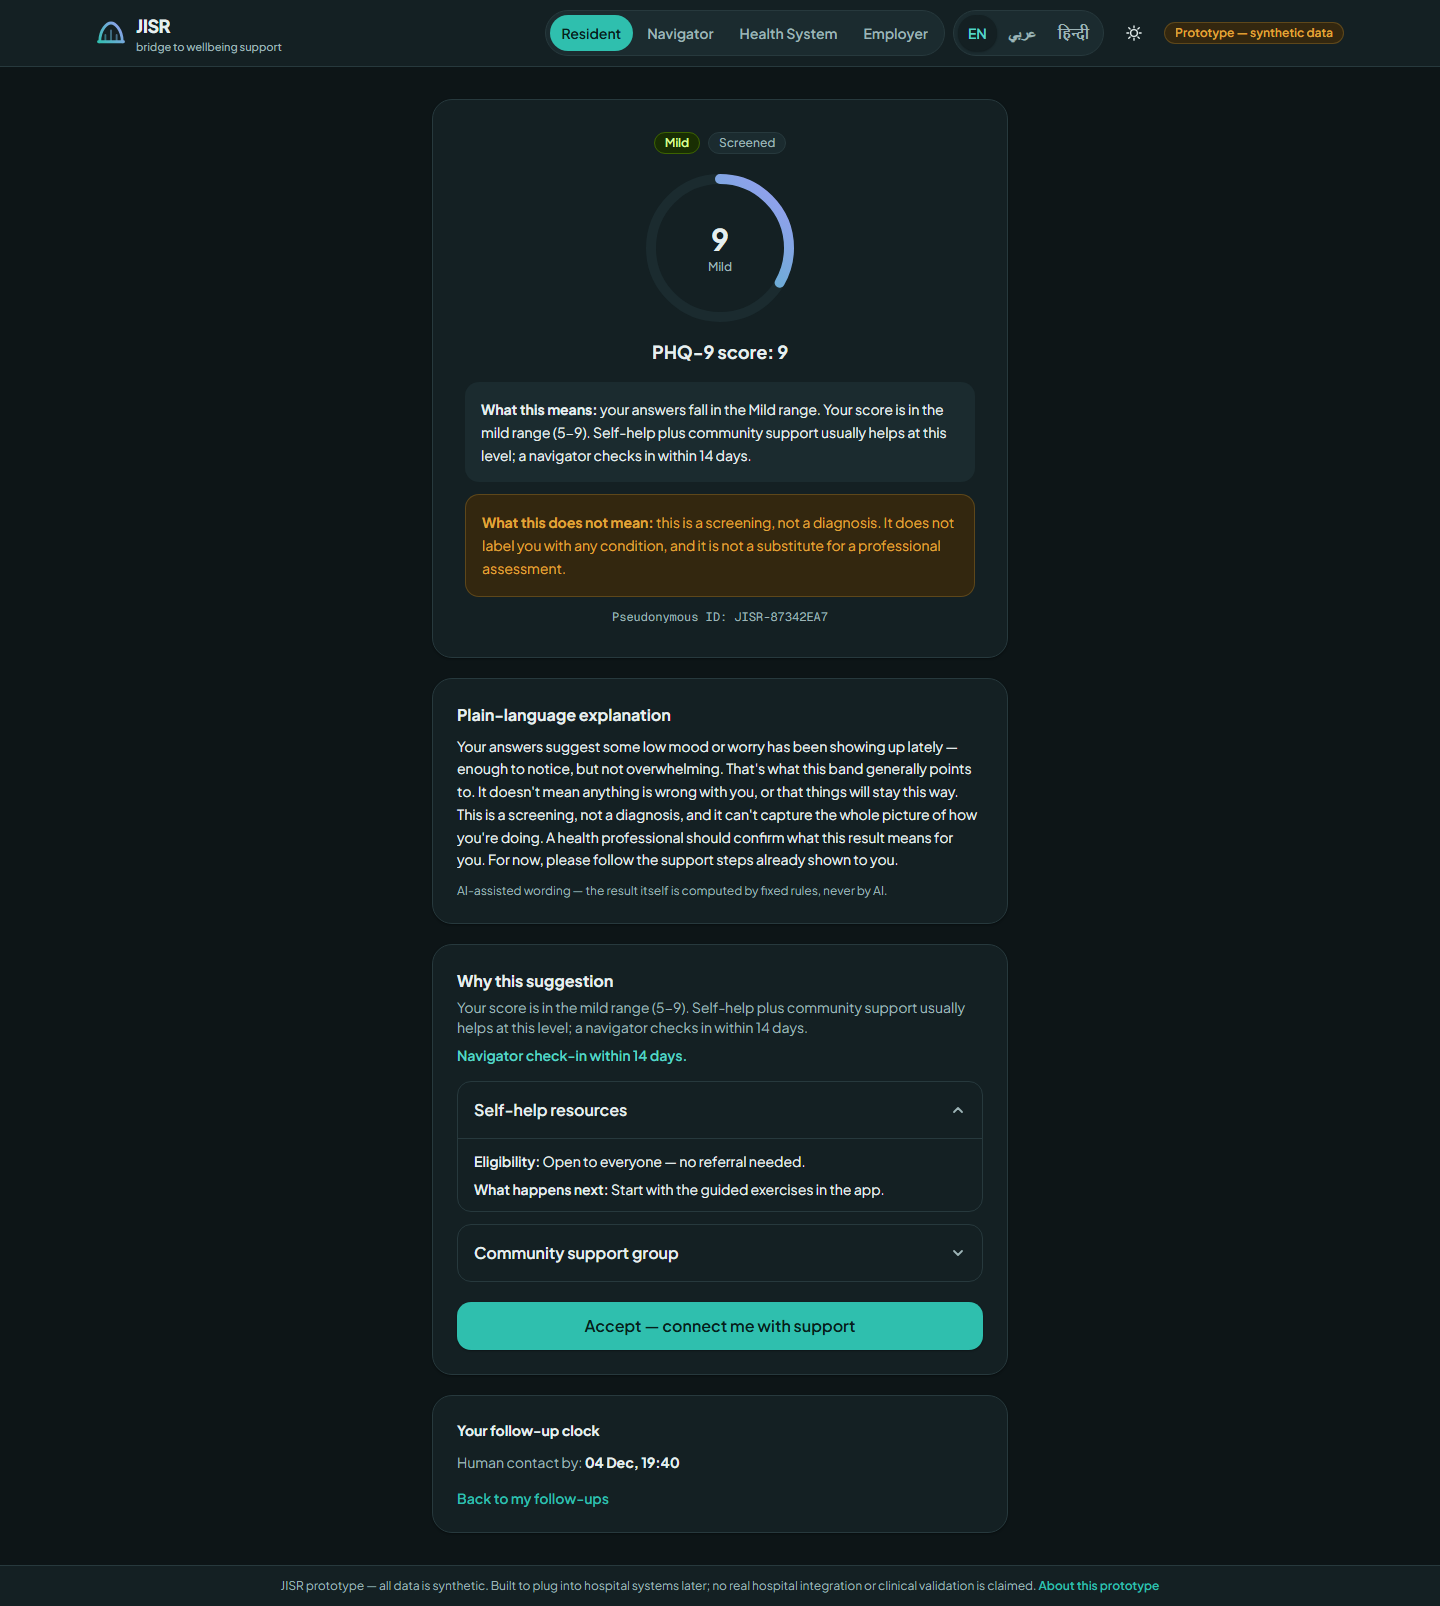 JISR
bridge to wellbeing support
Resident
Navigator
Health System
Employer
EN
عربي
हिन्दी
Prototype — synthetic data
Mild
Screened
9
Mild
PHQ-9 score: 9
What this means: your answers fall in the Mild range. Your score is in the
mild range (5–9). Self-help plus community support usually helps at this
level; a navigator checks in within 14 days.
What this does not mean: this is a screening, not a diagnosis. It does not
label you with any condition, and it is not a substitute for a professional
assessment.
Pseudonymous ID: JISR-87342EA7
Plain-language explanation
Your answers suggest some low mood or worry has been showing up lately —
enough to notice, but not overwhelming. That's what this band generally points
to. It doesn't mean anything is wrong with you, or that things will stay this way.
This is a screening, not a diagnosis, and it can't capture the whole picture of how
you're doing. A health professional should confirm what this result means for
you. For now, please follow the support steps already shown to you.
AI-assisted wording — the result itself is computed by fixed rules, never by AI.
Why this suggestion
Your score is in the mild range (5–9). Self-help plus community support usually
helps at this level; a navigator checks in within 14 days.
Navigator check-in within 14 days.
Self-help resources
Eligibility: Open to everyone — no referral needed.
What happens next: Start with the guided exercises in the app.
Community support group
Accept — connect me with support
Your follow-up clock
Human contact by: 04 Dec, 19:40
Back to my follow-ups
JISR prototype — all data is synthetic. Built to plug into hospital systems later; no real hospital integration or clinical validation is claimed. About this prototype